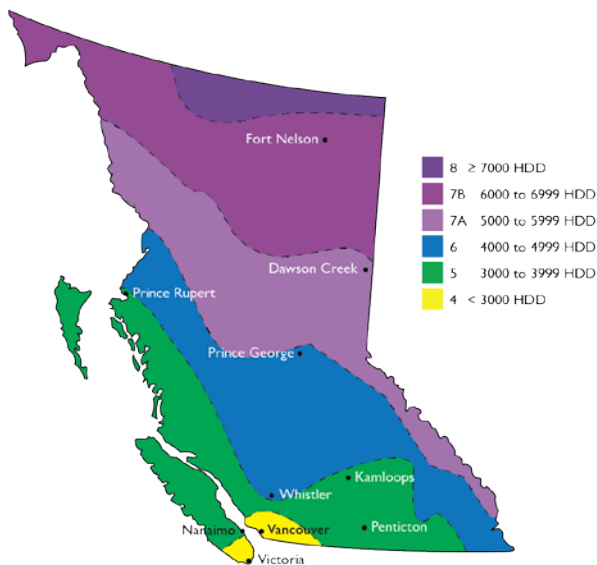 Fort Nelson
8 ≥ 7000 HDD
7B 6000 to 6999 HDD
7A 5000 to 5999 HDD
6 4000 to 4999 HDD
5 3000 to 3999 HDD
4 < 3000 HDD
Dawson Creek
Prince Rupert
Prince George
Kamloops
Whistler
Nanaimo
Vancouver
Penticton
Victoria